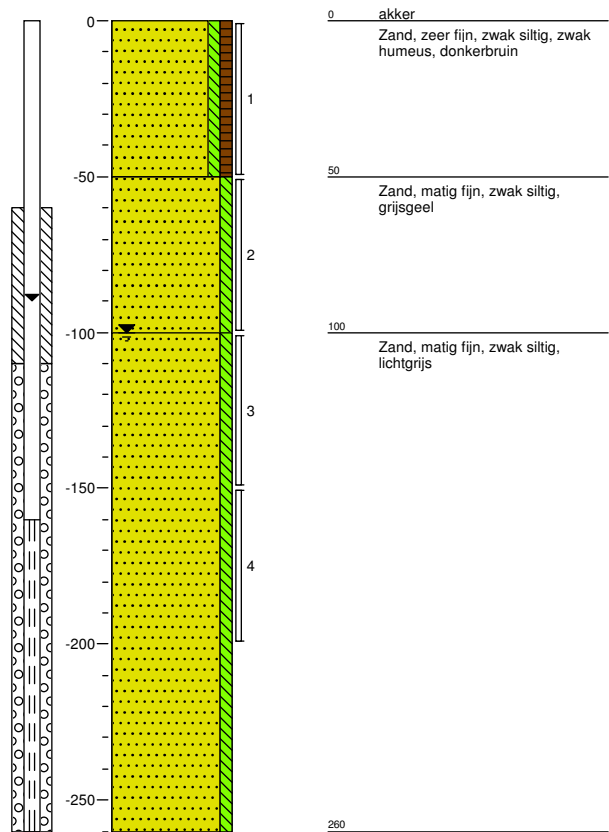 0
-50
-100
-150
-200
-250
1
2
3
4
0
akker
Zand, zeer fijn, zwak siltig, zwak
humeus, donkerbruin
50
Zand, matig fijn, zwak siltig,
grijsgeel
100
Zand, matig fijn, zwak siltig,
lichtgrijs
260